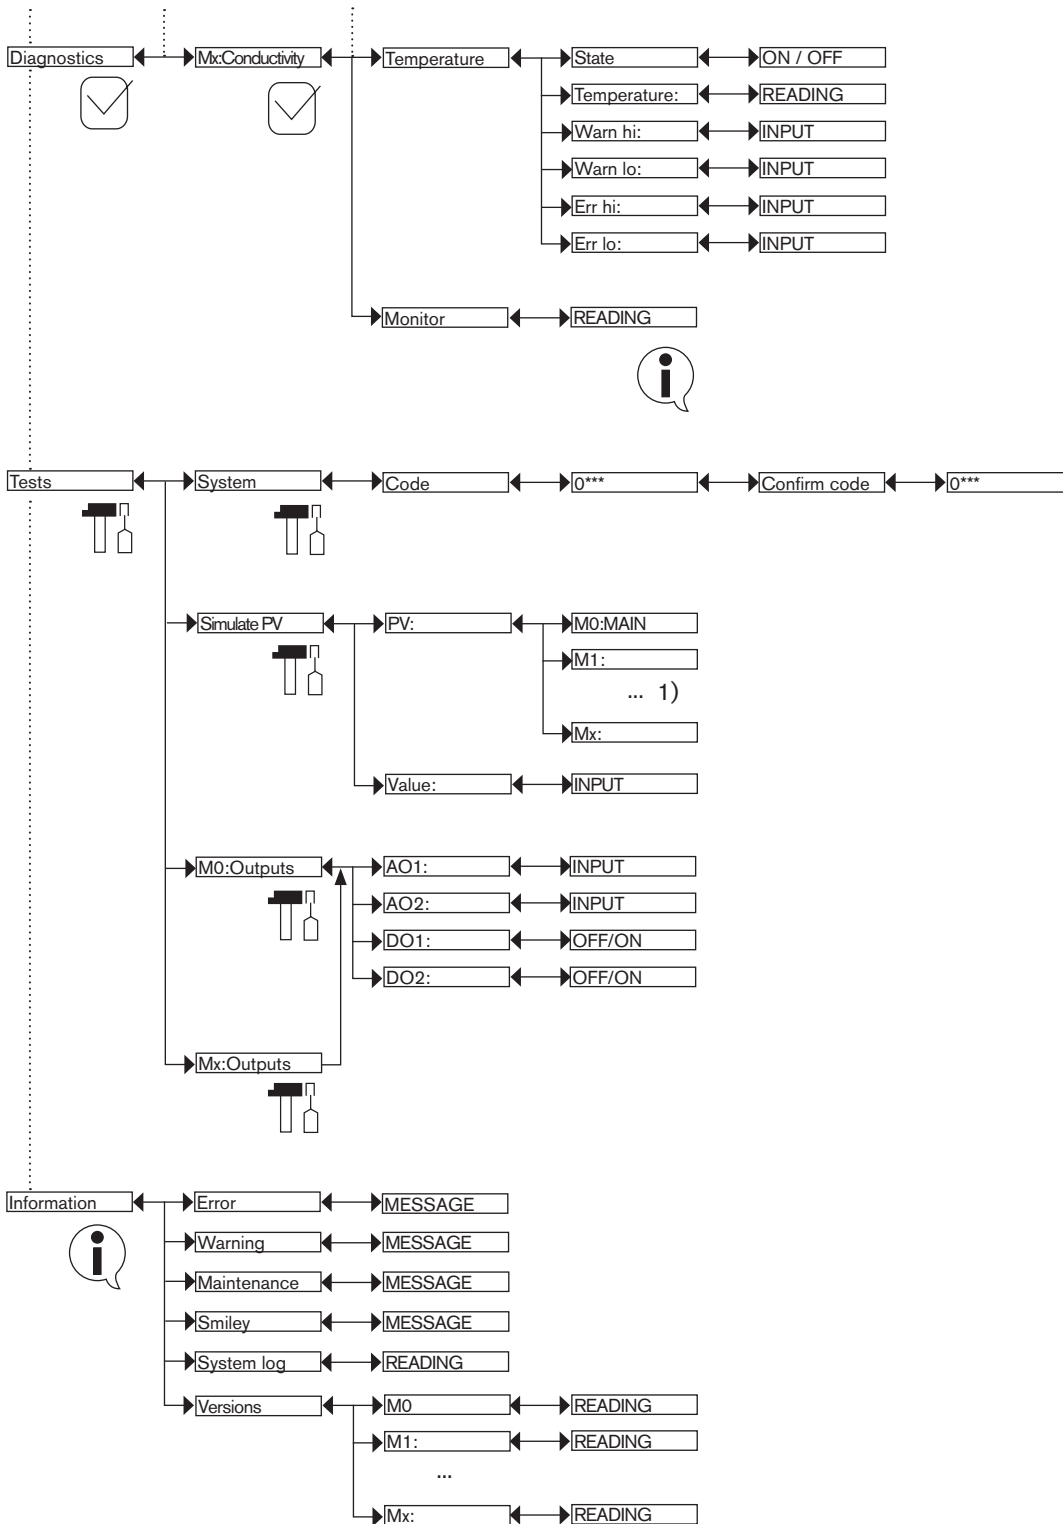 Diagnostics Mx:Conductivity Temperature State ON / OFF
Temperature: READING
Warn hi: INPUT
Warn lo: INPUT
Err hi: INPUT
Err lo: INPUT
Monitor READING
Tests System Code 0*** Confirm code 0***
Simulate PV PV: M0:MAIN
M1:
... 1)
Mx:
Value: INPUT
M0:Outputs AO1: INPUT
AO2: INPUT
DO1: OFF/ON
DO2: OFF/ON
Mx:Outputs
Information Error MESSAGE
Warning MESSAGE
Maintenance MESSAGE
Smiley MESSAGE
System log READING
Versions M0 READING
M1: READING
...
Mx: READING